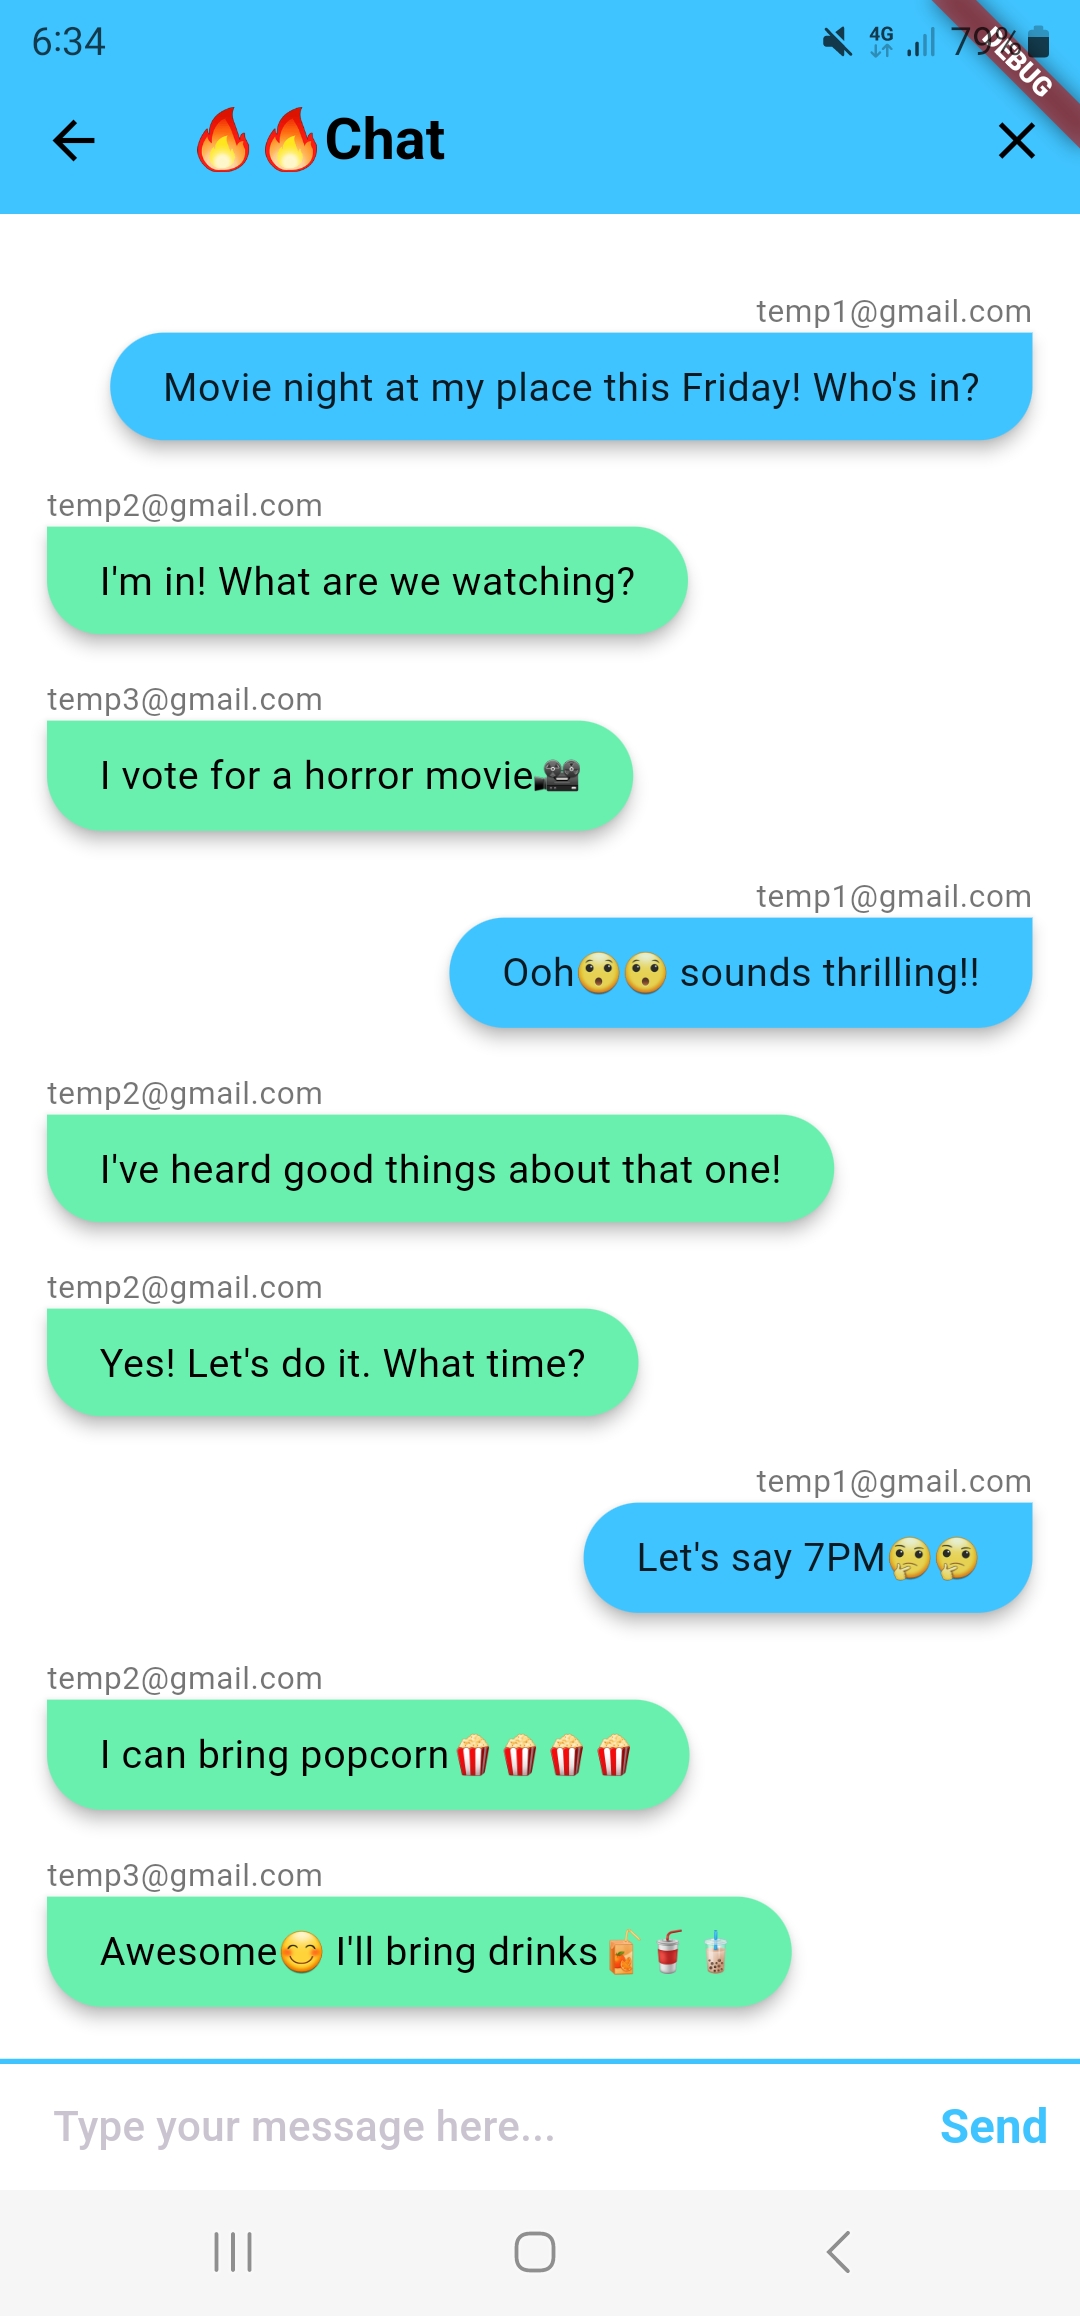 6:34
4G 79%
DEBUG
🔥🔥Chat
temp1@gmail.com
Movie night at my place this Friday! Who's in?
temp2@gmail.com
I'm in! What are we watching?
temp3@gmail.com
I vote for a horror movie🎥
temp1@gmail.com
Ooh😯😯 sounds thrilling!!
temp2@gmail.com
I've heard good things about that one!
temp2@gmail.com
Yes! Let's do it. What time?
temp1@gmail.com
Let's say 7PM🤔🤔
temp2@gmail.com
I can bring popcorn🍿🍿🍿🍿
temp3@gmail.com
Awesome😊 I'll bring drinks🧃🥤🧋
Type your message here...
Send